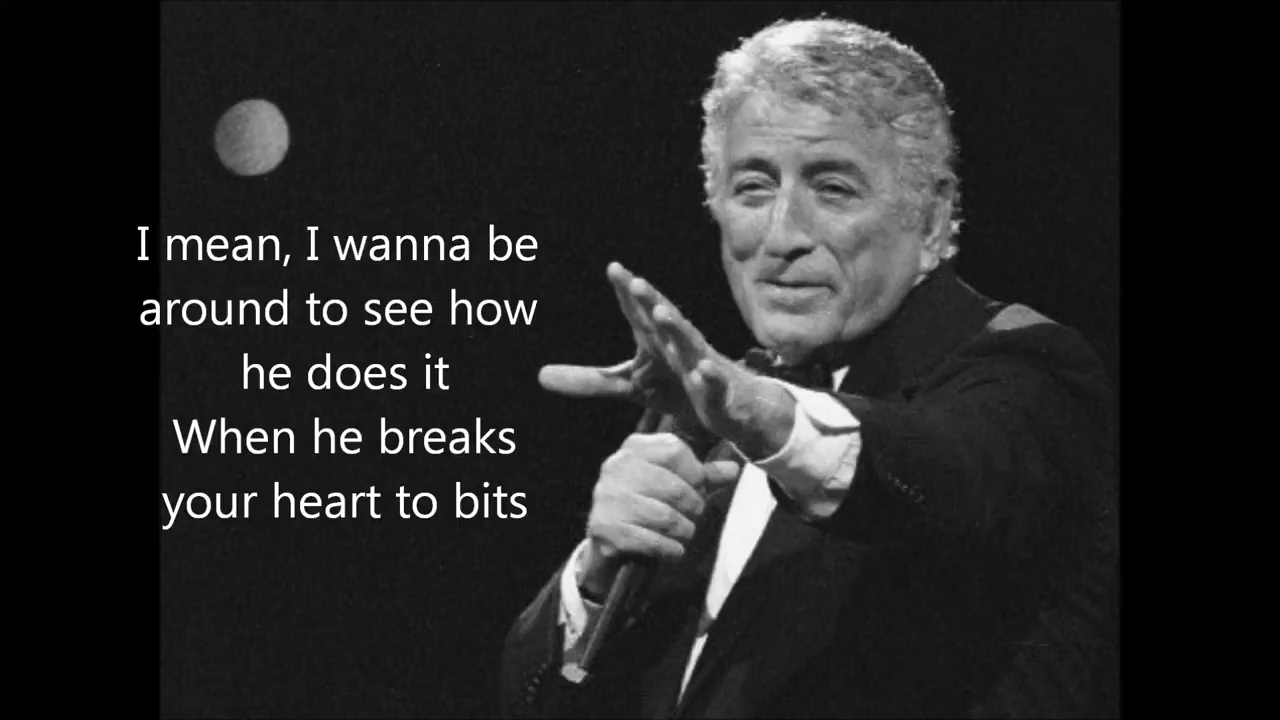 I mean, I wanna be
around to see how
he does it
When he breaks
your heart to bits